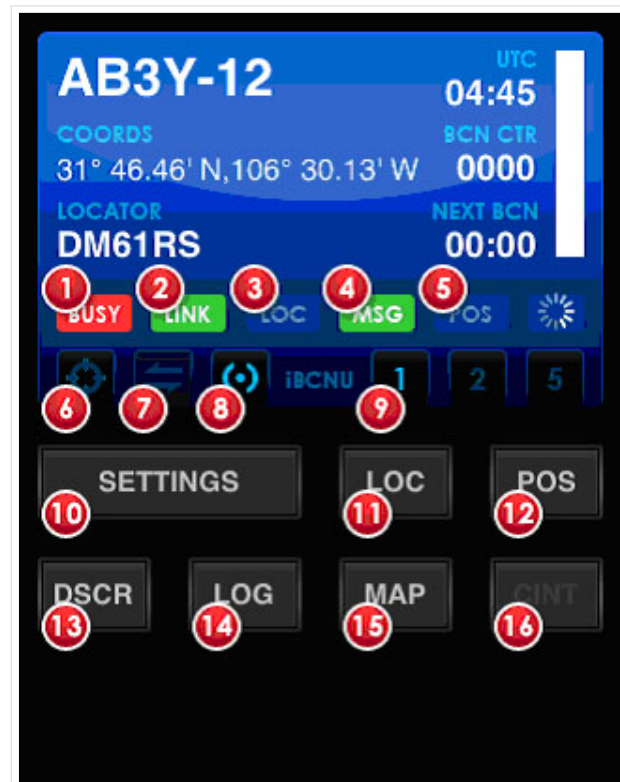 AB3Y-12
UTC
04:45
COORDS
BCN CTR
31° 46.46' N,106° 30.13' W
0000
LOCATOR
NEXT BCN
DM61RS
00:00
1 2 3 4 5
BUSY LINK LOC MSG POS
iBCNU 1 2 5
6 7 8 9
SETTINGS LOC POS
10 11 12
DSCR LOG MAP CINT
13 14 15 16